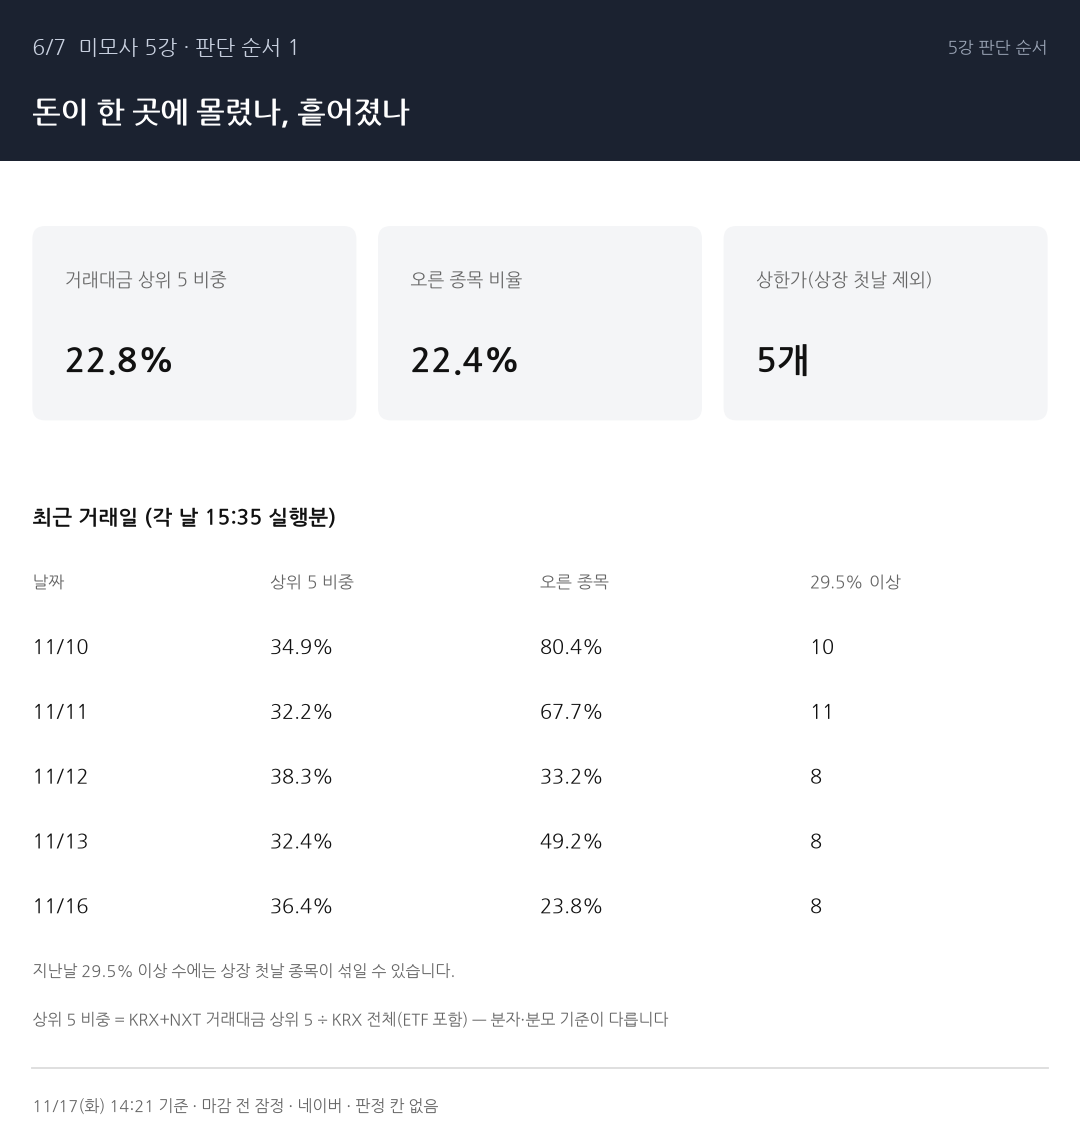 6/7 미모사 5강 · 판단 순서 1
5강 판단 순서
돈이 한 곳에 몰렸나, 흩어졌나
거래대금 상위 5 비중
오른 종목 비율
상한가(상장 첫날 제외)
22.8%
22.4%
5개
최근 거래일 (각 날 15:35 실행분)
날짜 상위 5 비중 오른 종목 29.5% 이상
11/10 34.9% 80.4% 10
11/11 32.2% 67.7% 11
11/12 38.3% 33.2% 8
11/13 32.4% 49.2% 8
11/16 36.4% 23.8% 8
지난날 29.5% 이상 수에는 상장 첫날 종목이 섞일 수 있습니다.
상위 5 비중 = KRX+NXT 거래대금 상위 5 ÷ KRX 전체(ETF 포함) — 분자·분모 기준이 다릅니다
11/17(화) 14:21 기준 · 마감 전 잠정 · 네이버 · 판정 칸 없음